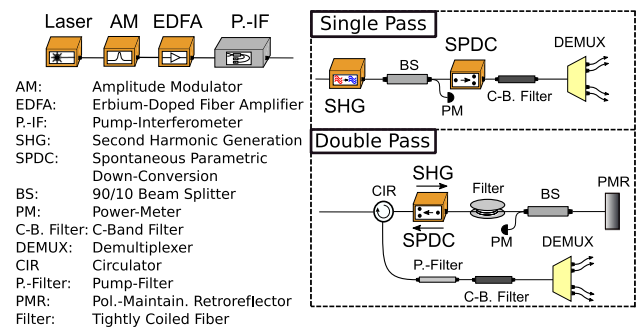 Laser AM EDFA P.-IF
AM: Amplitude Modulator
EDFA: Erbium-Doped Fiber Amplifier
P.-IF: Pump-Interferometer
SHG: Second Harmonic Generation
SPDC: Spontaneous Parametric
Down-Conversion
BS: 90/10 Beam Splitter
PM: Power-Meter
C-B. Filter: C-Band Filter
DEMUX: Demultiplexer
CIR Circulator
P.-Filter: Pump-Filter
PMR: Pol.-Maintain. Retroreflector
Filter: Tightly Coiled Fiber
Single Pass
SHG
BS
PM
SPDC
C-B. Filter
DEMUX
Double Pass
CIR
SHG
SPDC
Filter
PM
BS
PMR
P.-Filter
C-B. Filter
DEMUX